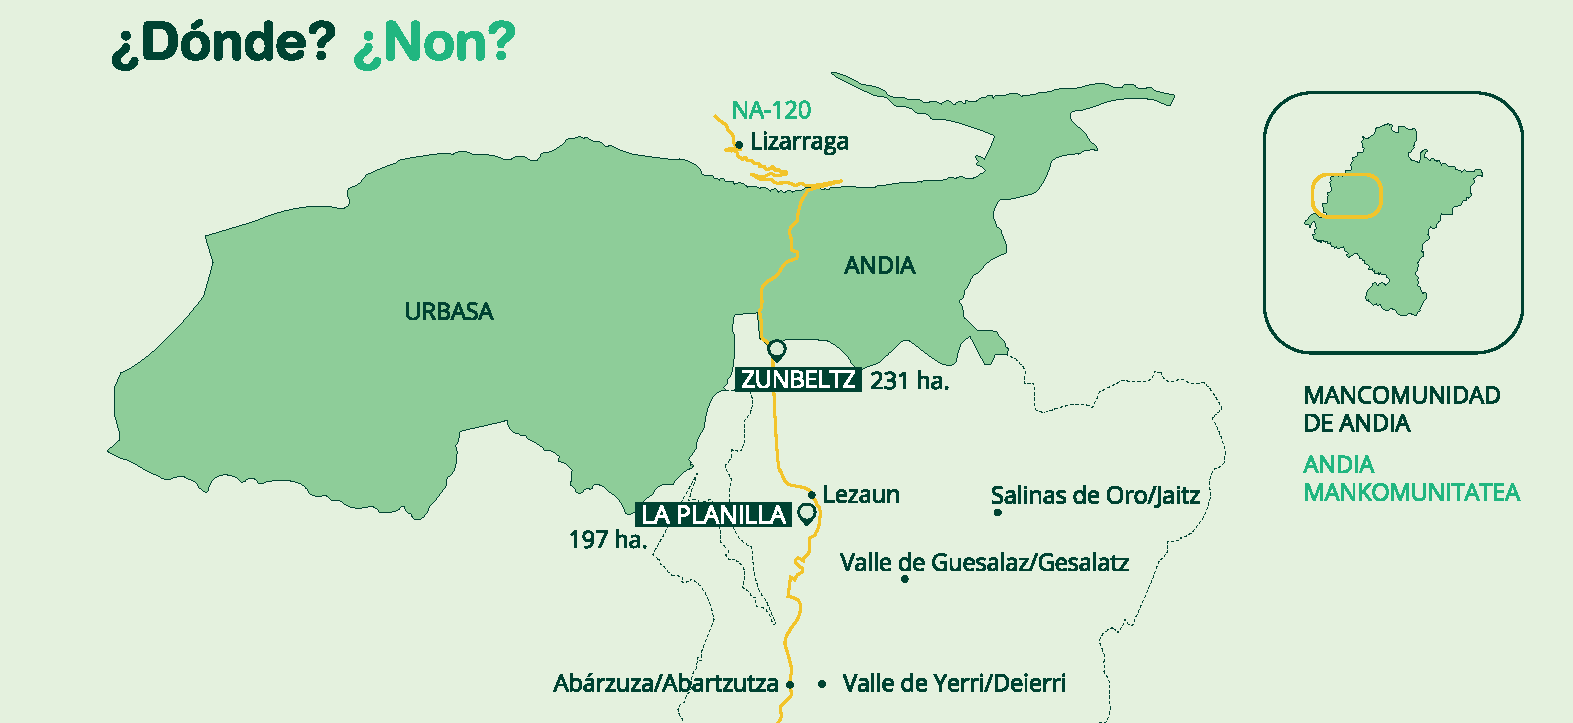 ¿Dónde? ¿Non?
NA-120
Lizarraga
ANDIA
URBASA
ZUNBELTZ 231 ha.
MANCOMUNIDAD
DE ANDIA
ANDIA
MANKOMUNITATEA
Lezaun
Salinas de Oro/Jaitz
LA PLANILLA
197 ha.
Valle de Guesalaz/Gesalatz
Abárzuza/Abartzutza
Valle de Yerri/Deierri